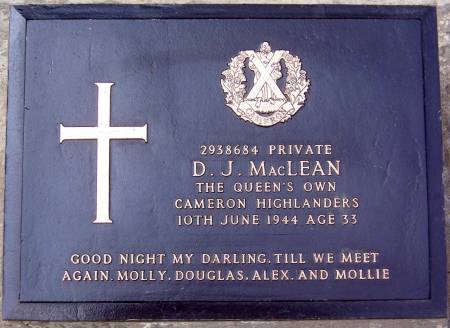 CAMERON
2938684 PRIVATE
D. J. MacLEAN
THE QUEEN'S OWN
CAMERON HIGHLANDERS
10TH JUNE 1944 AGE 33
GOOD NIGHT MY DARLING. TILL WE MEET
AGAIN. MOLLY. DOUGLAS. ALEX. AND MOLLIE